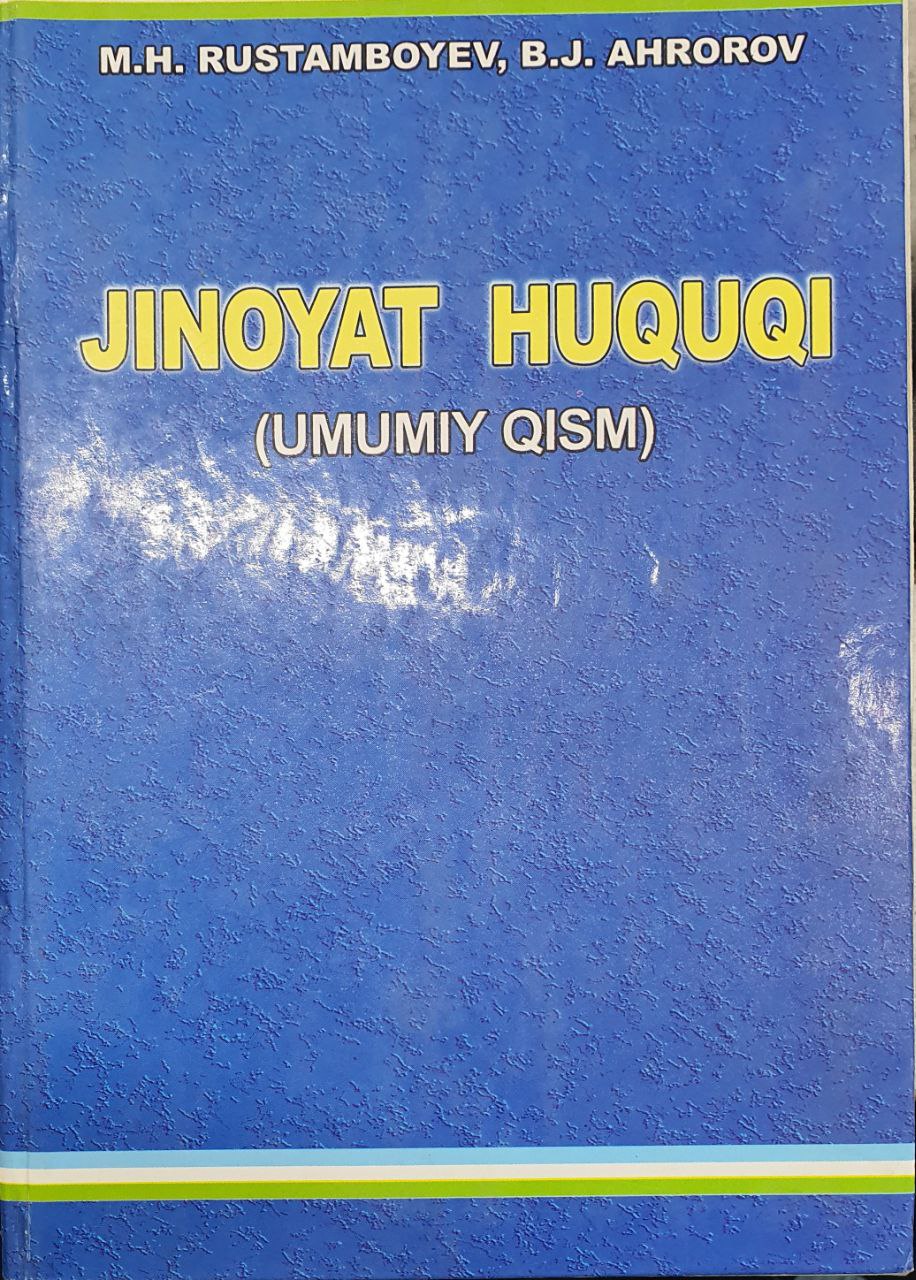 M.H. RUSTAMBOYEV, B.J. AHROROV
JINOYAT HUQUQI
(UMUMIY QISM)